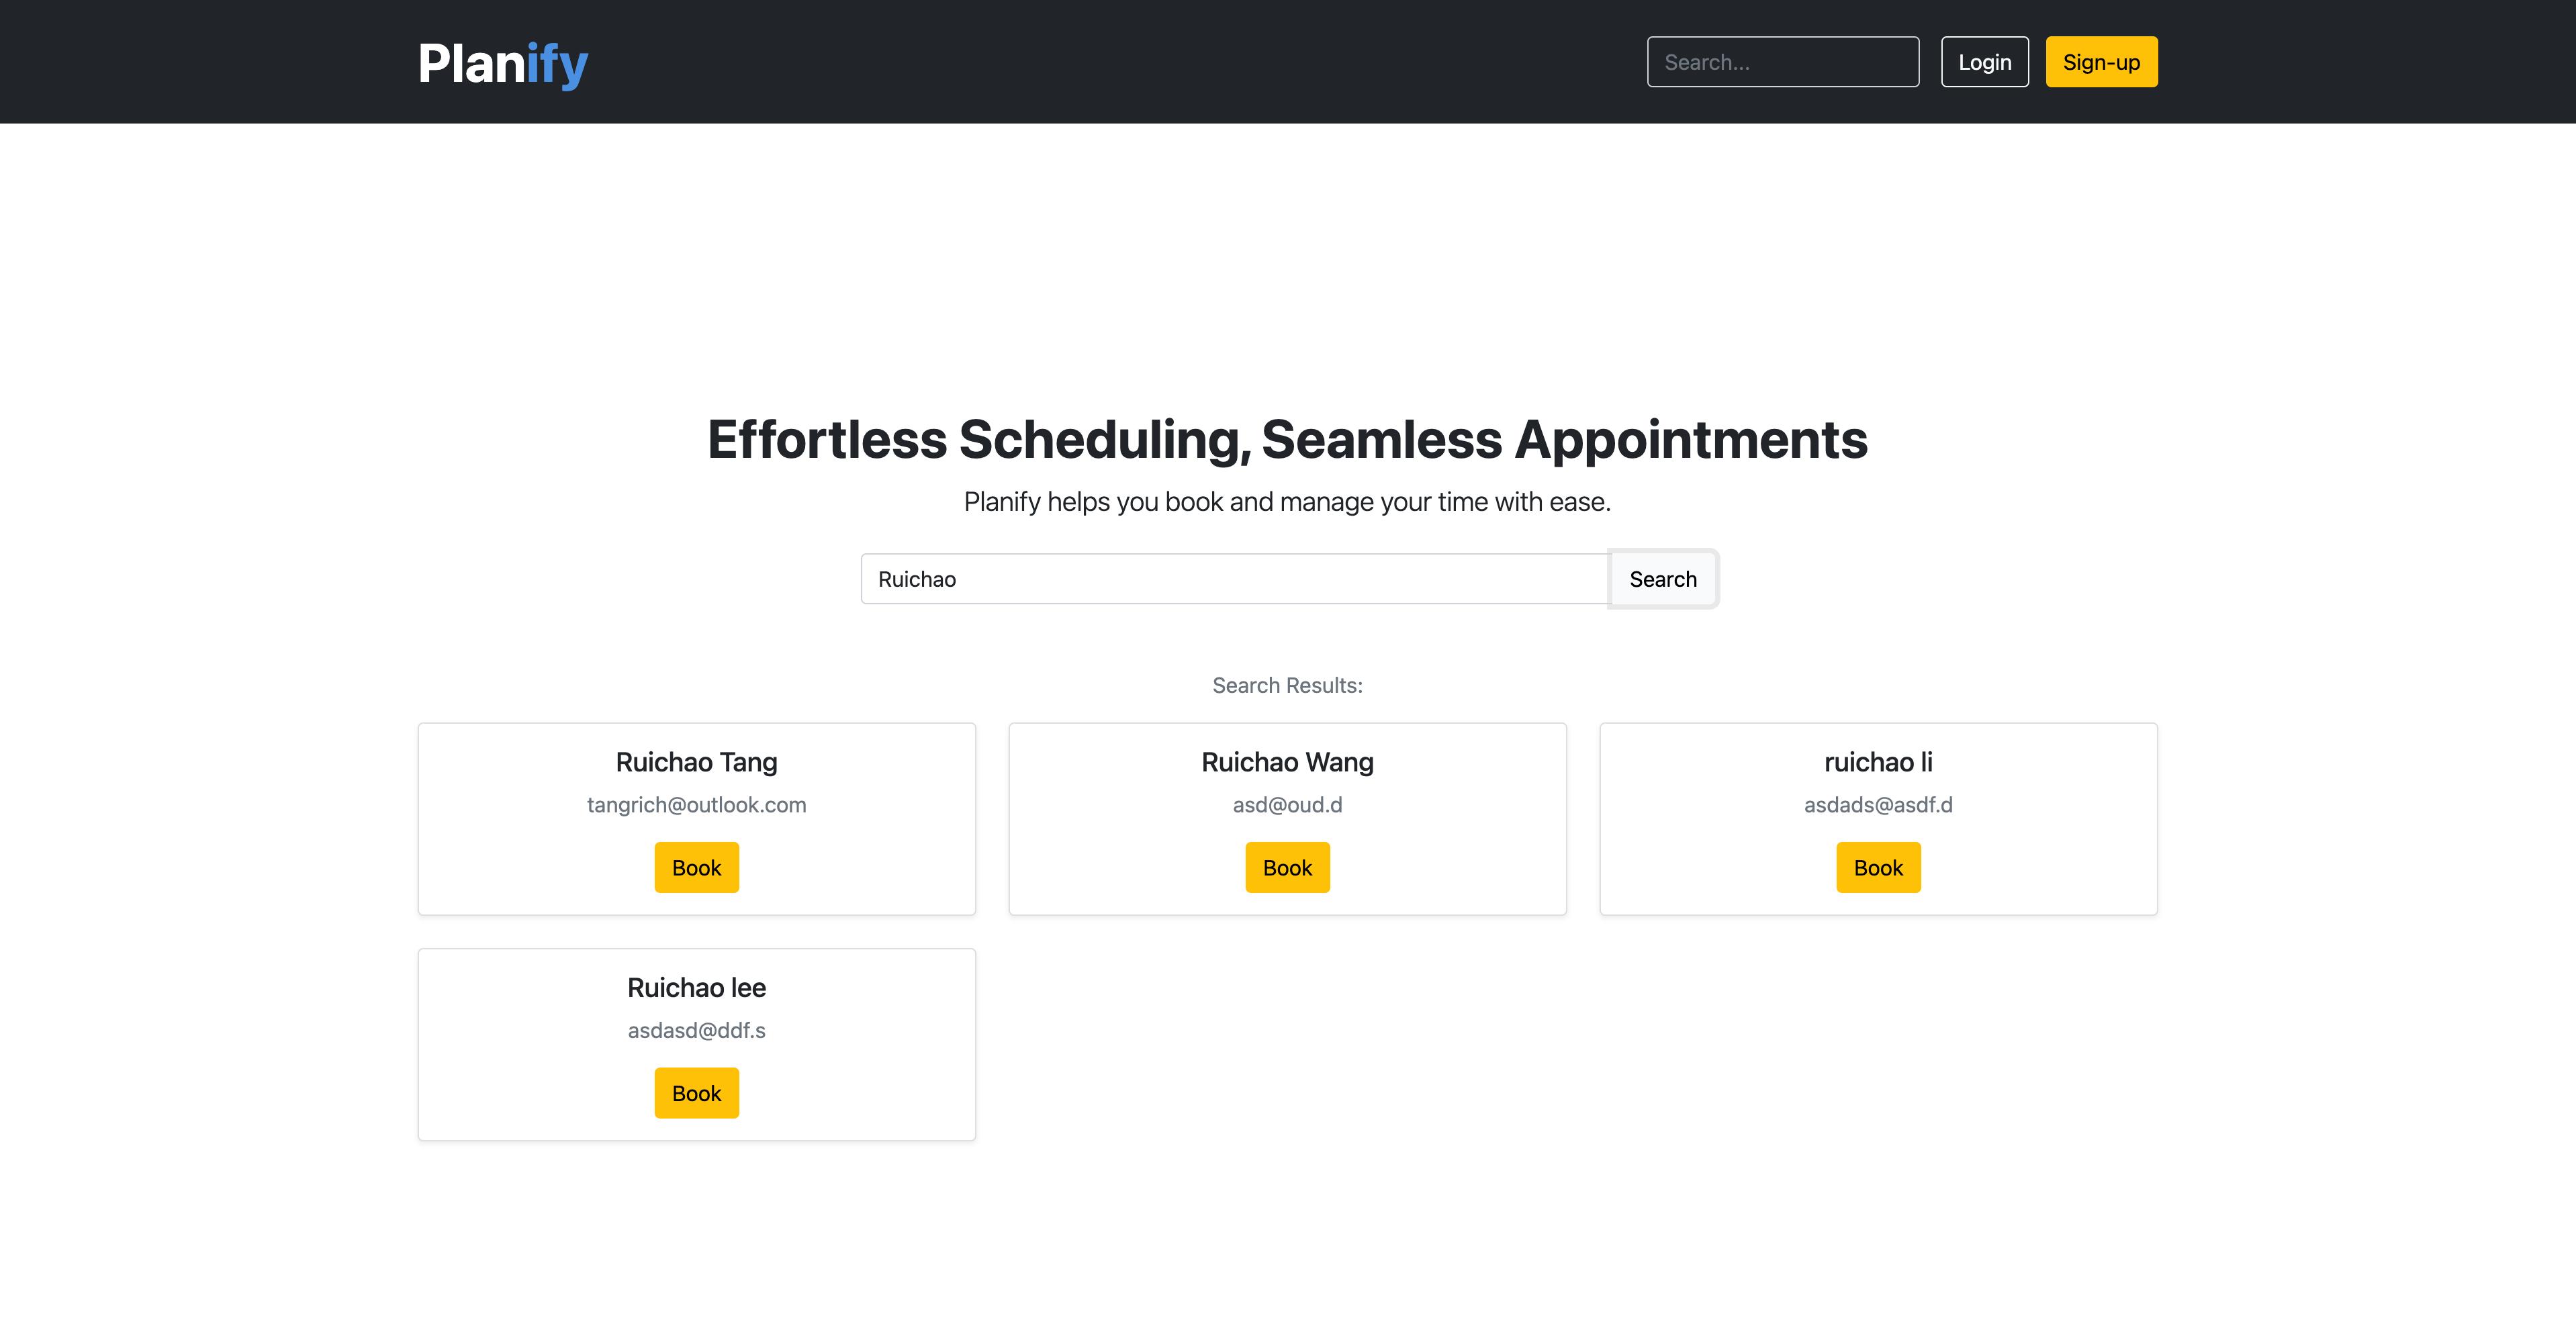 Planify
Search...
Login
Sign-up
Effortless Scheduling, Seamless Appointments
Planify helps you book and manage your time with ease.
Ruichao
Search
Search Results:
Ruichao Tang
tangrich@outlook.com
Book
Ruichao Wang
asd@oud.d
Book
ruichao li
asdads@asdf.d
Book
Ruichao lee
asdasd@ddf.s
Book